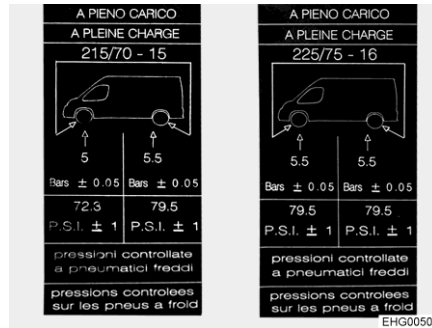 A PIENO CARICO
A PLEINE CHARGE
215/70 - 15
5 5.5
Bars ± 0.05 Bars ± 0.05
72.3 79.5
P.S.I. ± 1 P.S.I. ± 1
pressioni controllate
a pneumatici freddi
pressions controlees
sur les pneus a froid
A PIENO CARICO
A PLEINE CHARGE
225/75 - 16
5.5 5.5
Bars ± 0.05 Bars ± 0.05
79.5 79.5
P.S.I. ± 1 P.S.I. ± 1
pressioni controllate
a pneumatici freddi
pressions controlees
sur les pneus a froid
EHG0050